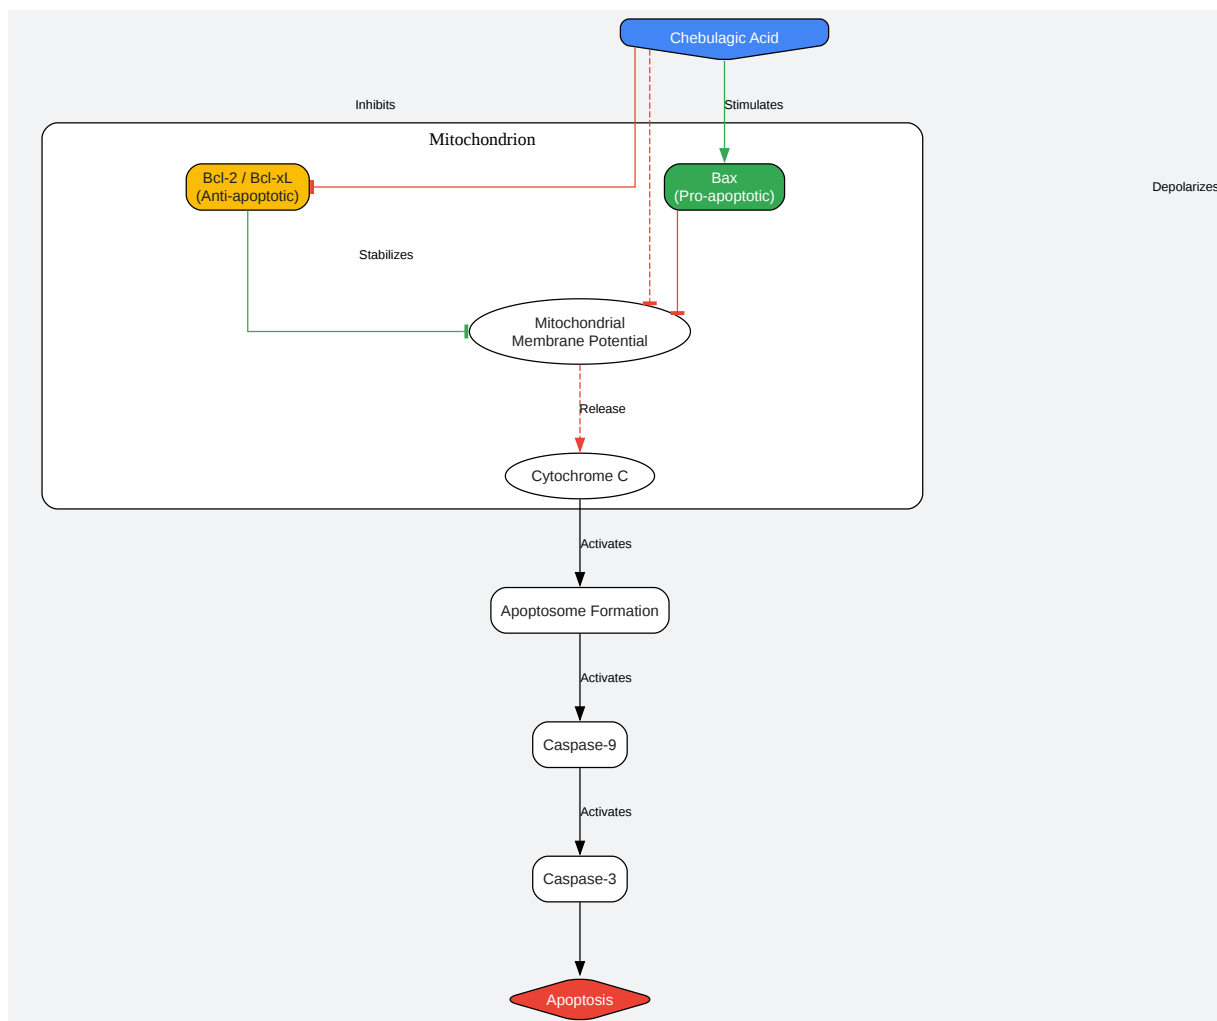 Chebulagic Acid
Inhibits
Stimulates
Mitochondrion
Bcl-2 / Bcl-xL
(Anti-apoptotic)
Bax
(Pro-apoptotic)
Depolarizes
Stabilizes
Mitochondrial
Membrane Potential
Release
Cytochrome C
Activates
Apoptosome Formation
Activates
Caspase-9
Activates
Caspase-3
Apoptosis